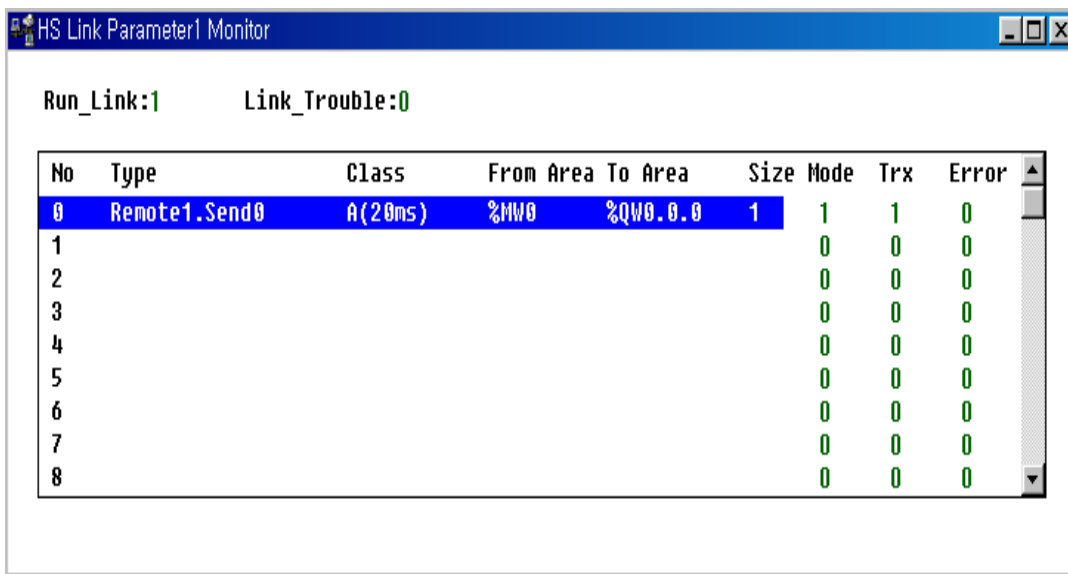 HS Link Parameter1 Monitor
Run_Link:1 Link_Trouble:0
No Type Class From Area To Area Size Mode Trx Error
0 Remote1.Send0 A(20ms) %MW0 %QW0.0.0 1 1 1 0
1 0 0 0
2 0 0 0
3 0 0 0
4 0 0 0
5 0 0 0
6 0 0 0
7 0 0 0
8 0 0 0